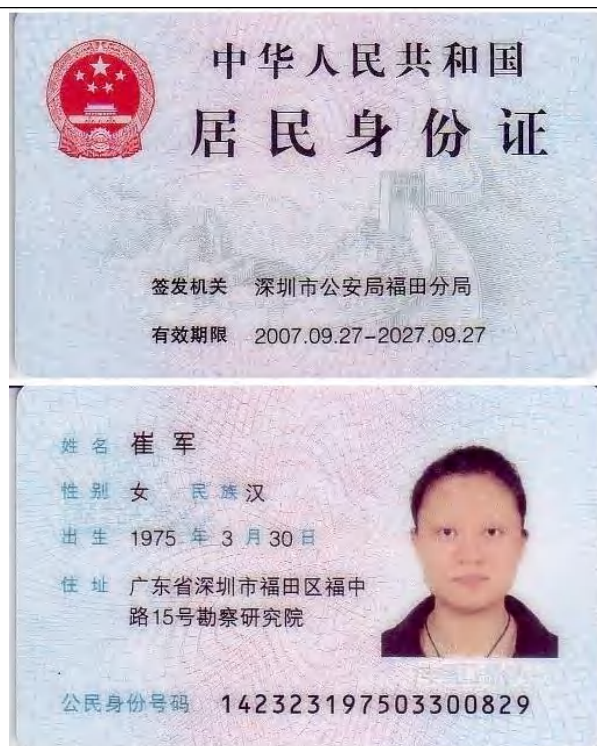 中华人民共和国
居民身份证
签发机关 深圳市公安局福田分局
有效期限 2007.09.27-2027.09.27
姓名 崔军
性别 女 民族 汉
出生 1975 年 3 月 30 日
住址 广东省深圳市福田区福中
路15号勘察研究院
公民身份号码 142323197503300829